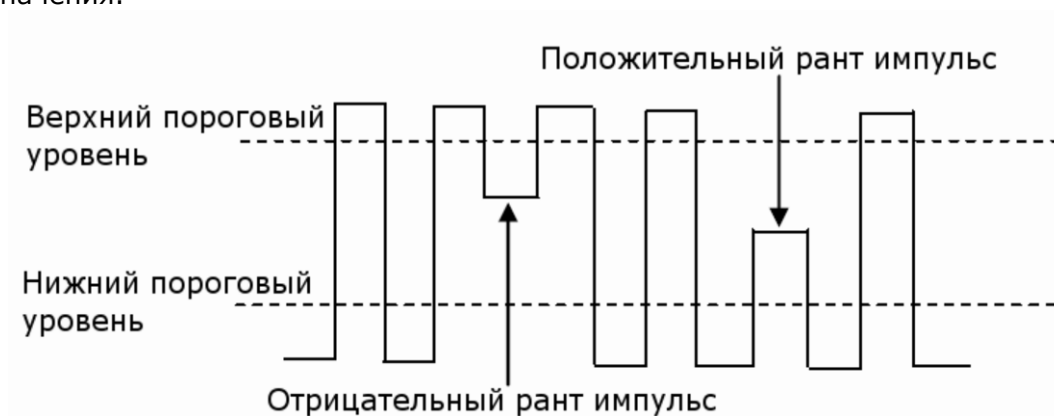 Положительный рант импульс
Верхний пороговый
уровень
Нижний пороговый
уровень
Отрицательный рант импульс